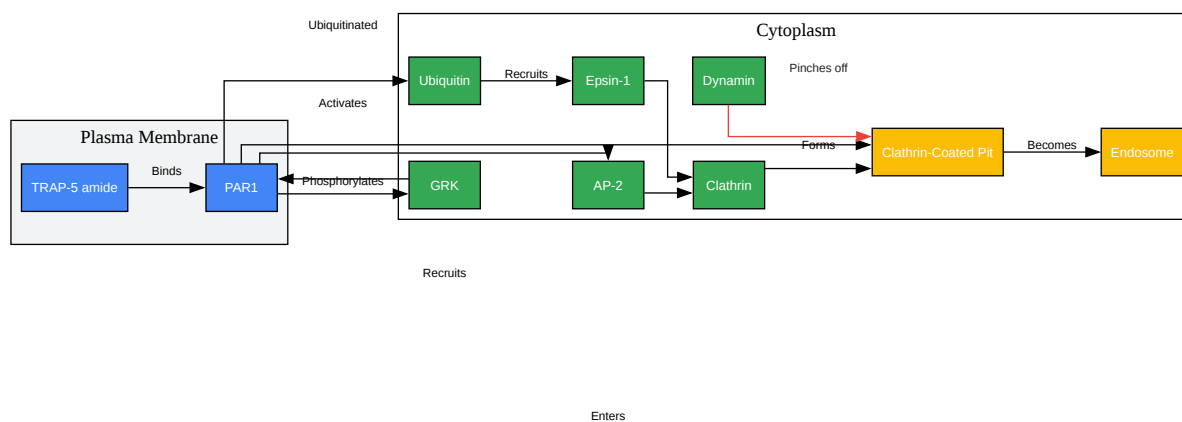 Ubiquitinated
Cytoplasm
Pinches off
Ubiquitin
Recruits
Epsin-1
Dynamin
Activates
Plasma Membrane
Forms
Clathrin-Coated Pit
Becomes
Endosome
Binds
TRAP-5 amide
PAR1
Phosphorylates
GRK
AP-2
Clathrin
Recruits
Enters